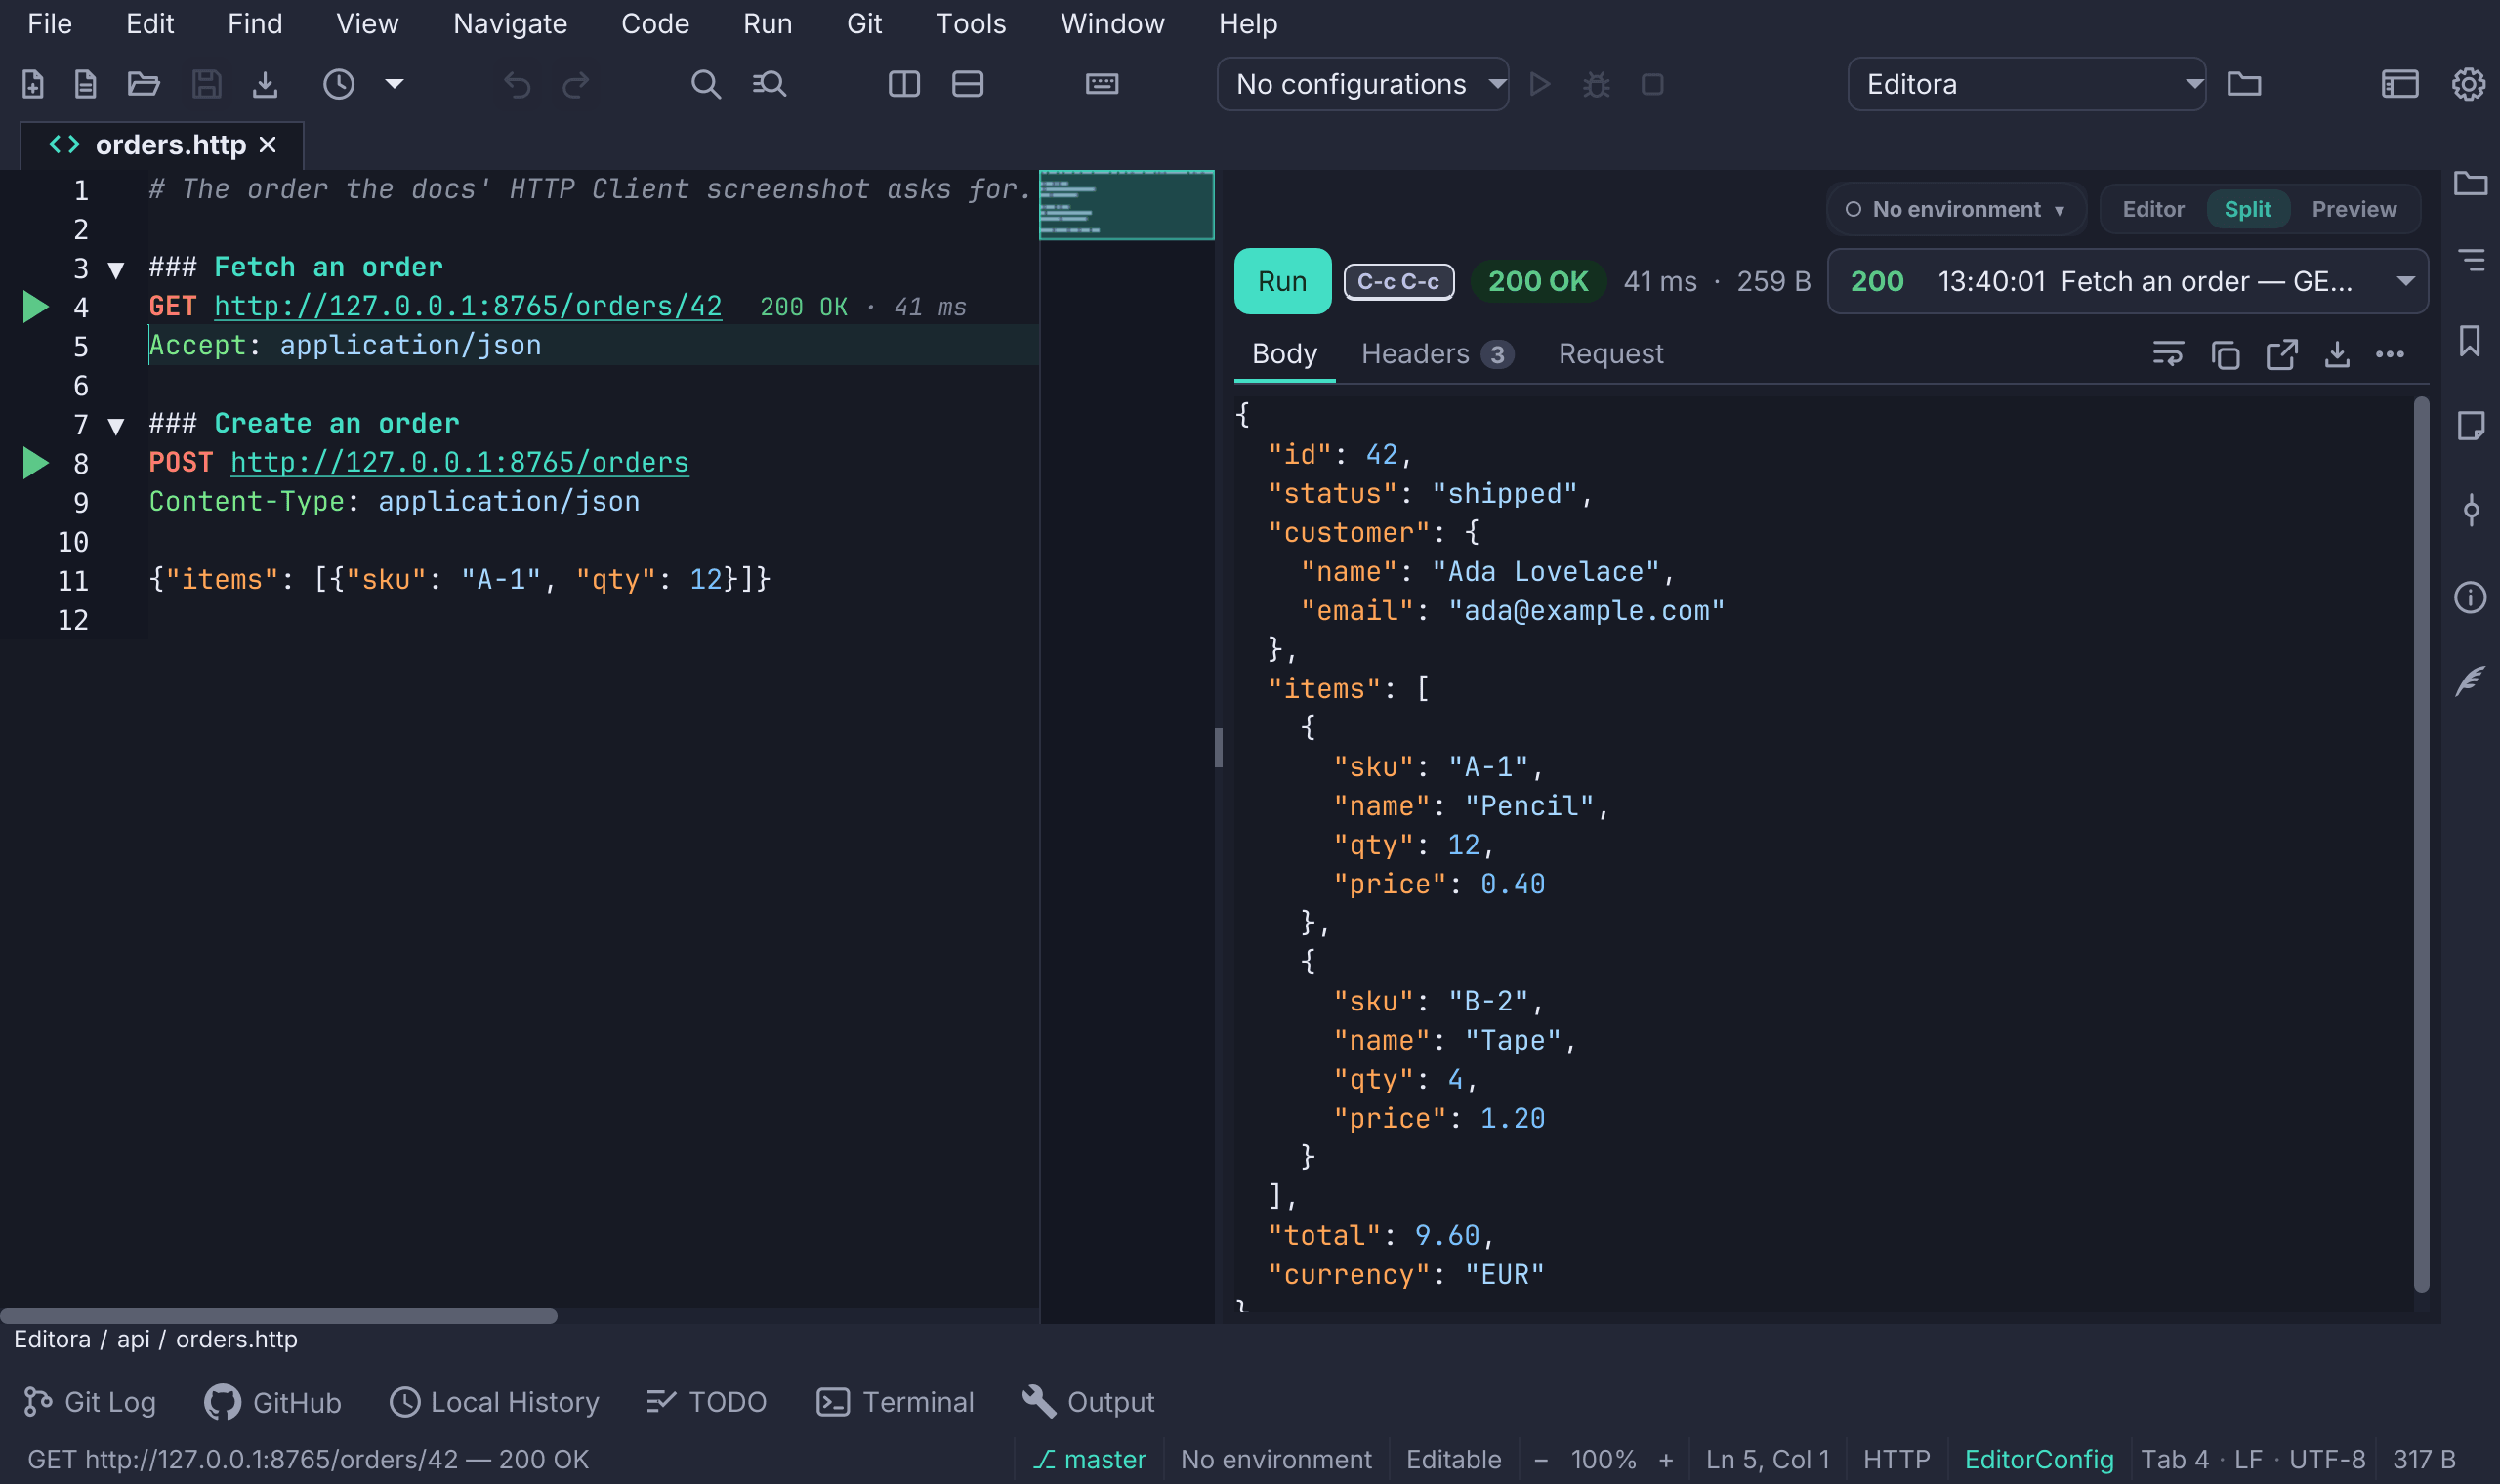 File Edit Find View Navigate Code Run Git Tools Window Help
No configurations
Editora
orders.http
1 # The order the docs' HTTP Client screenshot asks for.
2
3 ### Fetch an order
4 GET http://127.0.0.1:8765/orders/42 200 OK · 41 ms
5 Accept: application/json
6
7 ### Create an order
8 POST http://127.0.0.1:8765/orders
9 Content-Type: application/json
10
11 {"items": [{"sku": "A-1", "qty": 12}]}
12
No environment Editor Split Preview
Run C-c C-c 200 OK 41 ms · 259 B 200 13:40:01 Fetch an order — GE...
Body Headers 3 Request
{
"id": 42,
"status": "shipped",
"customer": {
"name": "Ada Lovelace",
"email": "ada@example.com"
},
"items": [
{
"sku": "A-1",
"name": "Pencil",
"qty": 12,
"price": 0.40
},
{
"sku": "B-2",
"name": "Tape",
"qty": 4,
"price": 1.20
}
],
"total": 9.60,
"currency": "EUR"
}
Editora / api / orders.http
Git Log GitHub Local History TODO Terminal Output
GET http://127.0.0.1:8765/orders/42 — 200 OK master No environment Editable − 100% + Ln 5, Col 1 HTTP EditorConfig Tab 4 · LF · UTF-8 317 B